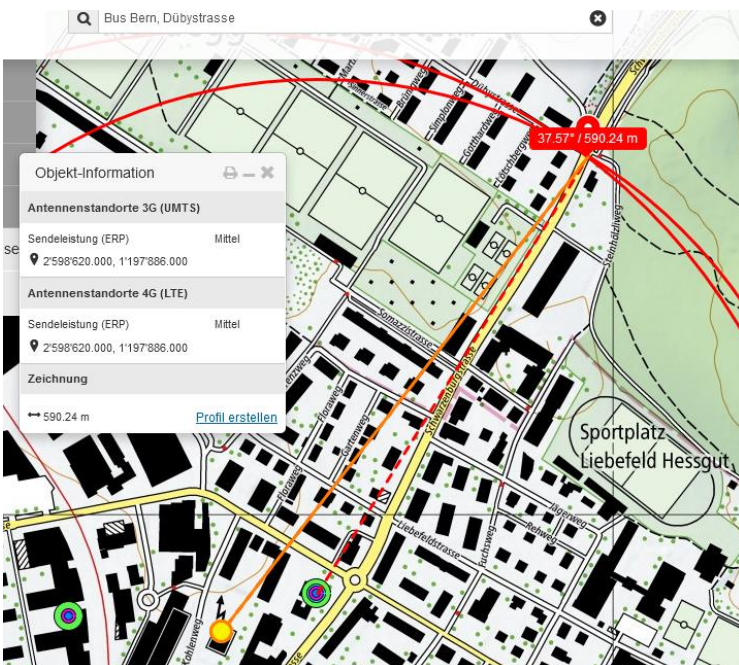 Bus Bern, Dübystrasse
Dübystrasse
Brünnenweg
Simplonweg
Gotthardweg
Lötschbergweg
37.57° / 590.24 m
Steinhölzliweg
Objekt-Information
Antennenstandorte 3G (UMTS)
Sendeleistung (ERP) Mittel
2'598'620.000, 1'197'886.000
Antennenstandorte 4G (LTE)
Sendeleistung (ERP) Mittel
2'598'620.000, 1'197'886.000
Zeichnung
590.24 m Profil erstellen
Somazzistrasse
Schwarzenburgstrasse
Floraweg
Gartenweg
Floraweg
Sportplatz
Liebefeld Hessgut
Jägerweg
Rehweg
Fuchsweg
Liebefeldstrasse
Kohlenweg